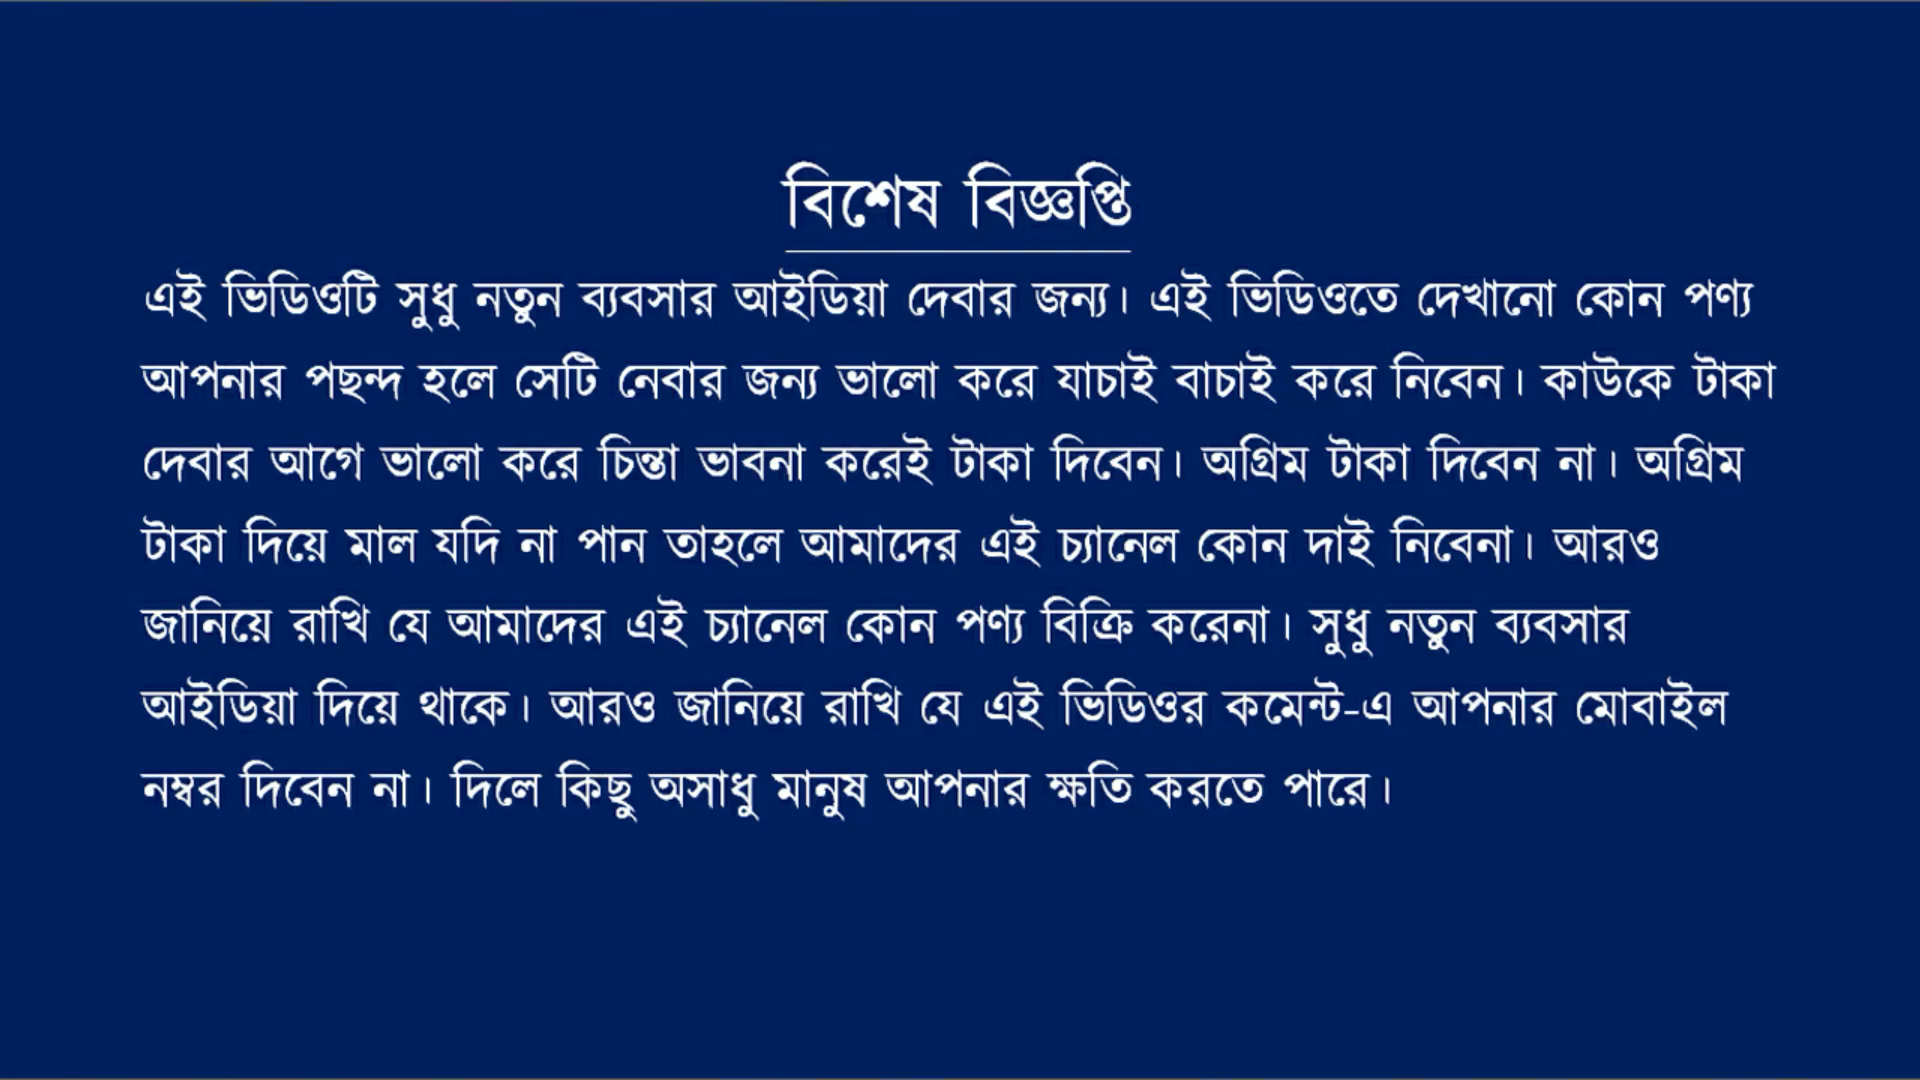 বিশেষ বিজ্ঞপ্তি
এই ভিডিওটি সুধু নতুন ব্যবসার আইডিয়া দেবার জন্য। এই ভিডিওতে দেখানো কোন পণ্য
আপনার পছন্দ হলে সেটি নেবার জন্য ভালো করে যাচাই বাচাই করে নিবেন। কাউকে টাকা
দেবার আগে ভালো করে চিন্তা ভাবনা করেই টাকা দিবেন। অগ্রিম টাকা দিবেন না। অগ্রিম
টাকা দিয়ে মাল যদি না পান তাহলে আমাদের এই চ্যানেল কোন দাই নিবেনা। আরও
জানিয়ে রাখি যে আমাদের এই চ্যানেল কোন পণ্য বিক্রি করেনা। সুধু নতুন ব্যবসার
আইডিয়া দিয়ে থাকে। আরও জানিয়ে রাখি যে এই ভিডিওর কমেন্ট-এ আপনার মোবাইল
নম্বর দিবেন না। দিলে কিছু অসাধু মানুষ আপনার ক্ষতি করতে পারে।